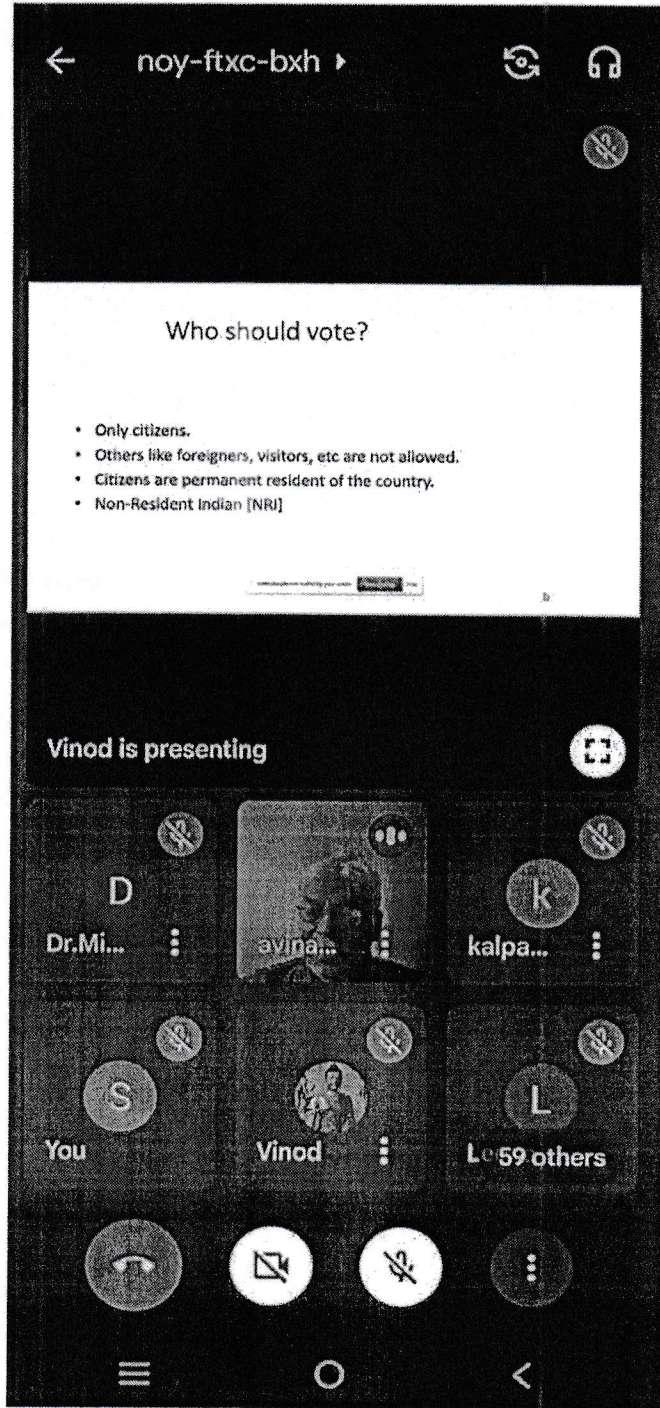 noy-ftxc-bxh
Who should vote?
• Only citizens.
• Others like foreigners, visitors, etc are not allowed.
• Citizens are permanent resident of the country.
• Non-Resident Indian [NRI]
Vinod is presenting
D
Dr.Mi...
avina...
k
kalpa...
S
You
Vinod
L
59 others